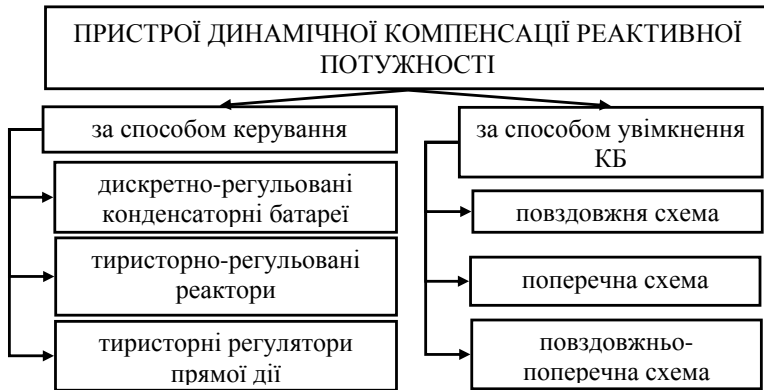 ПРИСТРОЇ ДИНАМІЧНОЇ КОМПЕНСАЦІЇ РЕАКТИВНОЇ
ПОТУЖНОСТІ
за способом керування
дискретно-регульовані
конденсаторні батареї
тиристорно-регульовані
реактори
тиристорні регулятори
прямої дії
за способом увімкнення
КБ
повздовжня схема
поперечна схема
повздовжньо-
поперечна схема